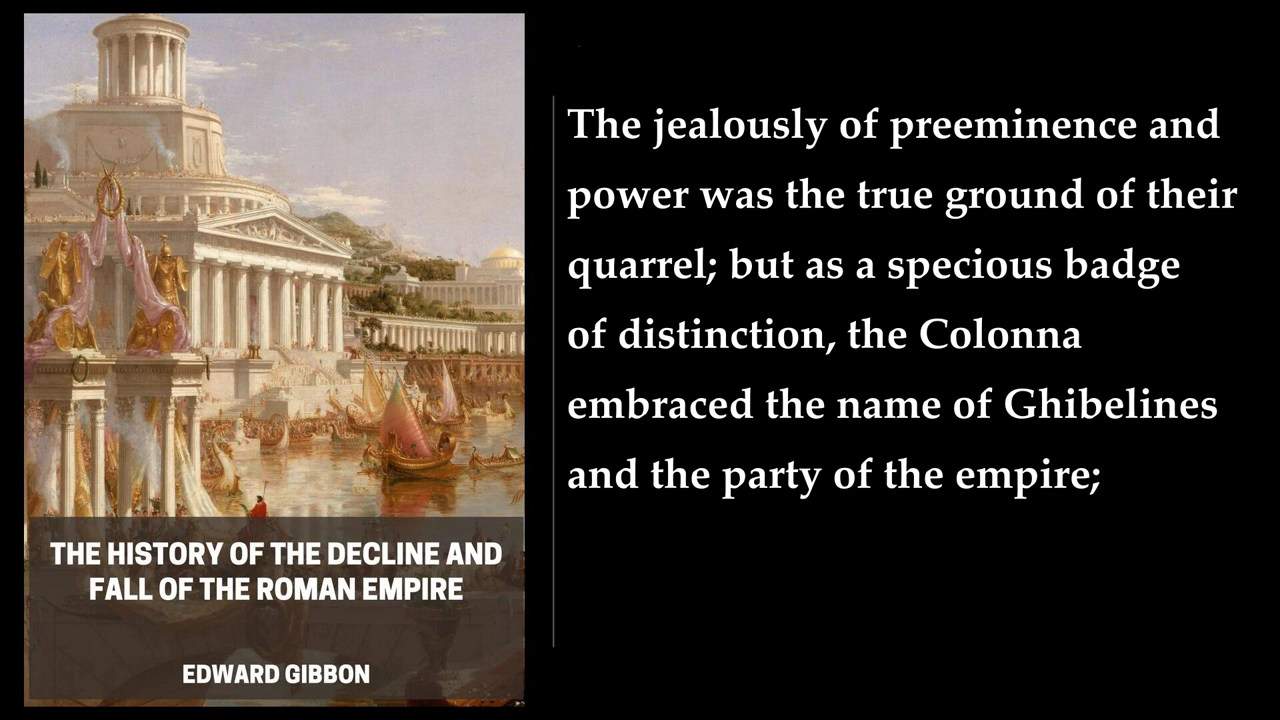 The jealously of preeminence and
power was the true ground of their
quarrel; but as a specious badge
of distinction, the Colonna
embraced the name of Ghibelines
and the party of the empire;
THE HISTORY OF THE DECLINE AND
FALL OF THE ROMAN EMPIRE
EDWARD GIBBON